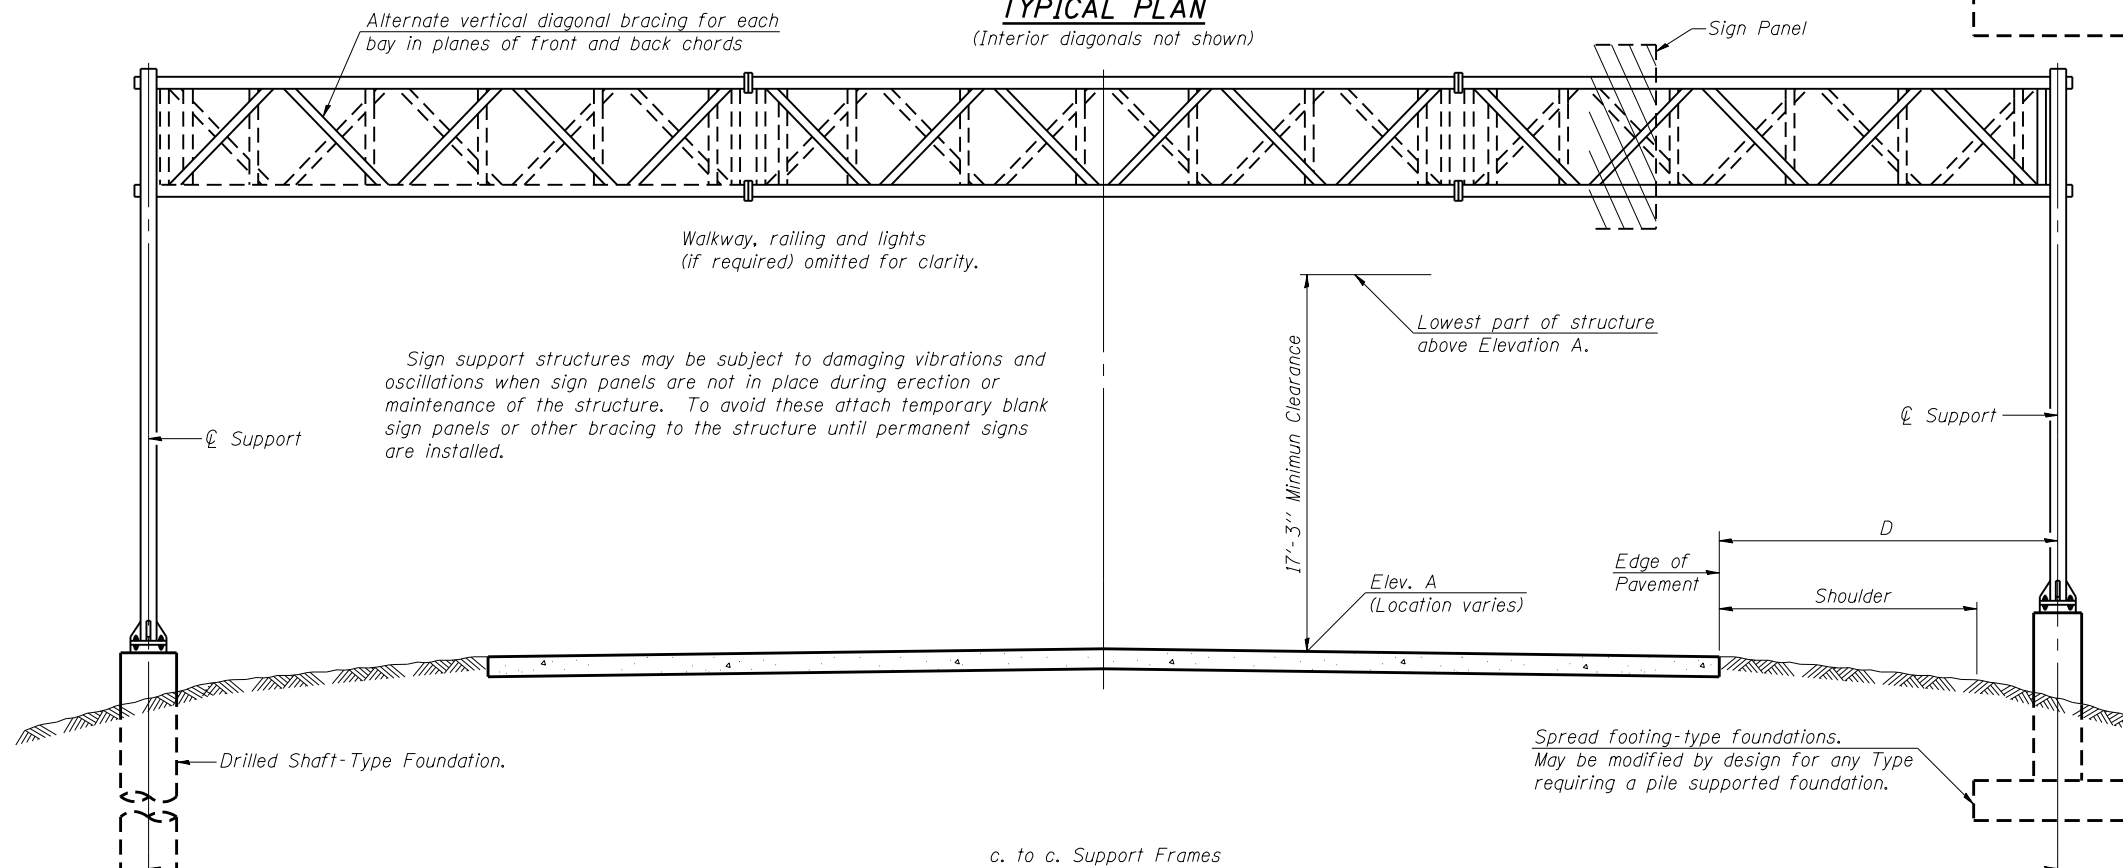 TYPICAL PLAN
(Interior diagonals not shown)
Alternate vertical diagonal bracing for each
bay in planes of front and back chords
Sign Panel
Walkway, railing and lights
(if required) omitted for clarity.
Lowest part of structure
above Elevation A.
Sign support structures may be subject to damaging vibrations and
oscillations when sign panels are not in place during erection or
maintenance of the structure. To avoid these attach temporary blank
sign panels or other bracing to the structure until permanent signs
are installed.
℄ Support
℄ Support
17'-3" Minimun Clearance
D
Edge of
Pavement
Shoulder
Elev. A
(Location varies)
Drilled Shaft-Type Foundation.
Spread footing-type foundations.
May be modified by design for any Type
requiring a pile supported foundation.
c. to c. Support Frames